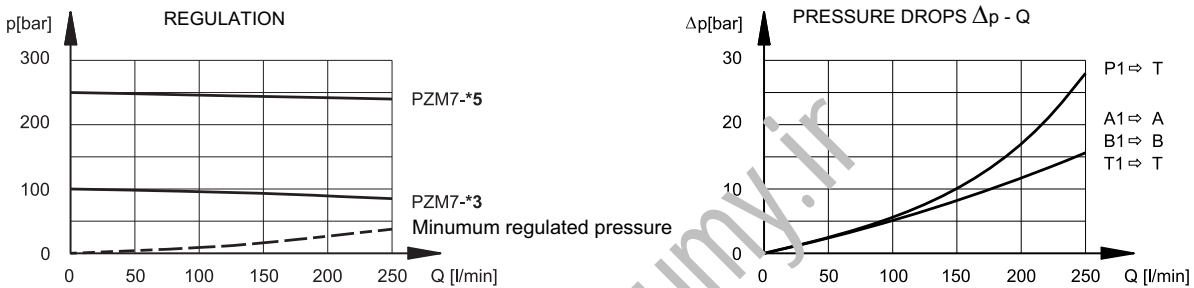 p[bar]
REGULATION
300
200
100
0
0 50 100 150 200 250 Q [l/min]
PZM7-*5
PZM7-*3
Minumum regulated pressure
Δp[bar]
PRESSURE DROPS Δp - Q
30
20
10
0
0 50 100 150 200 250 Q [l/min]
P1⇨ T
A1⇨ A
B1⇨ B
T1⇨ T
umy.ir